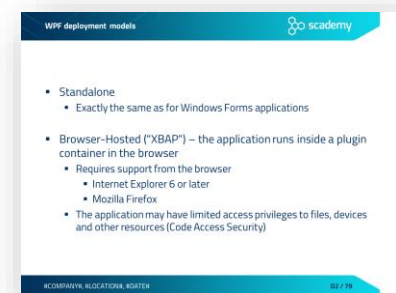 WPF deployment models
scademy
▪ Standalone
▪ Exactly the same as for Windows Forms applications
▪ Browser-Hosted ("XBAP") – the application runs inside a plugin
container in the browser
▪ Requires support from the browser
▪ Internet Explorer 6 or later
▪ Mozilla Firefox
▪ The application may have limited access privileges to files, devices
and other resources (Code Access Security)
#COMPANY#, #LOCATION#, #DATE#
D2 / 79